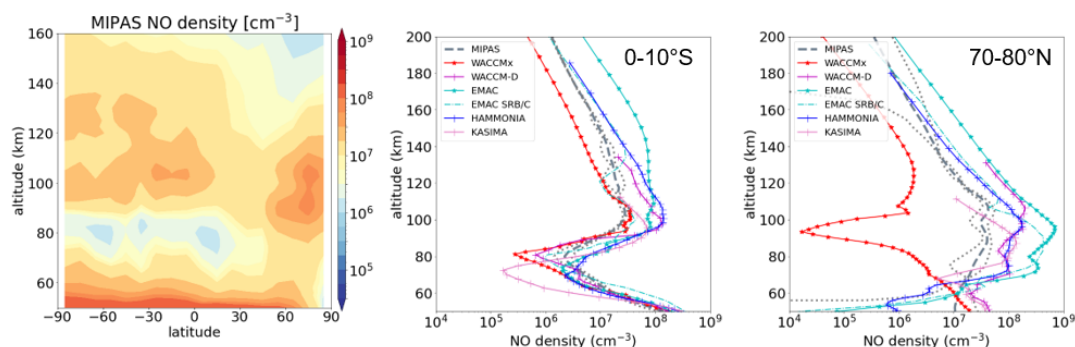 MIPAS NO density [cm⁻³]
160
140
120
100
80
60
altitude (km)
−90
−60
−30
0
30
60
90
latitude
10⁹
10⁸
10⁷
10⁶
10⁵
0-10°S
MIPAS
WACCMx
WACCM-D
EMAC
EMAC SRB/C
HAMMONIA
KASIMA
200
180
160
140
120
100
80
60
altitude (km)
10⁴
10⁵
10⁶
10⁷
10⁸
10⁹
NO density (cm⁻³)
70-80°N
MIPAS
WACCMx
WACCM-D
EMAC
EMAC SRB/C
HAMMONIA
KASIMA
200
180
160
140
120
100
80
60
altitude (km)
10⁴
10⁵
10⁶
10⁷
10⁸
10⁹
NO density (cm⁻³)